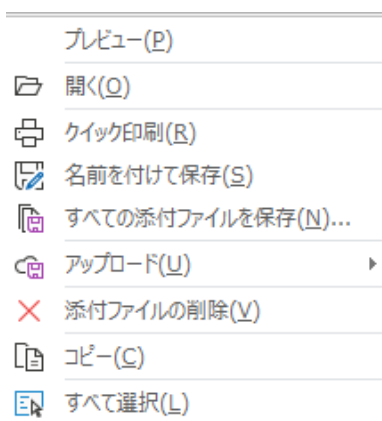 プレビュー(P)
開く(O)
クイック印刷(R)
名前を付けて保存(S)
すべての添付ファイルを保存(N)...
アップロード(U)
添付ファイルの削除(V)
コピー(C)
すべて選択(L)